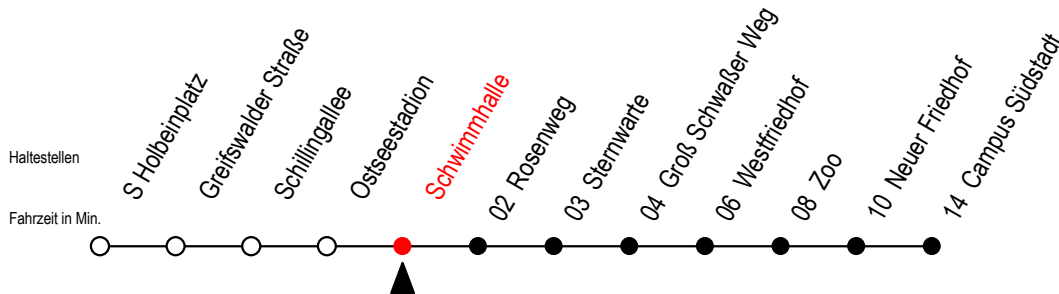 Haltestellen
Fahrzeit in Min.
S Holbeinplatz
Greifswalder Straße
Schillingallee
Ostseestadion
Schwimmhalle
02 Rosenweg
03 Sternwarte
04 Groß Schwaßer Weg
06 Westfriedhof
08 Zoo
10 Neuer Friedhof
14 Campus Südstadt